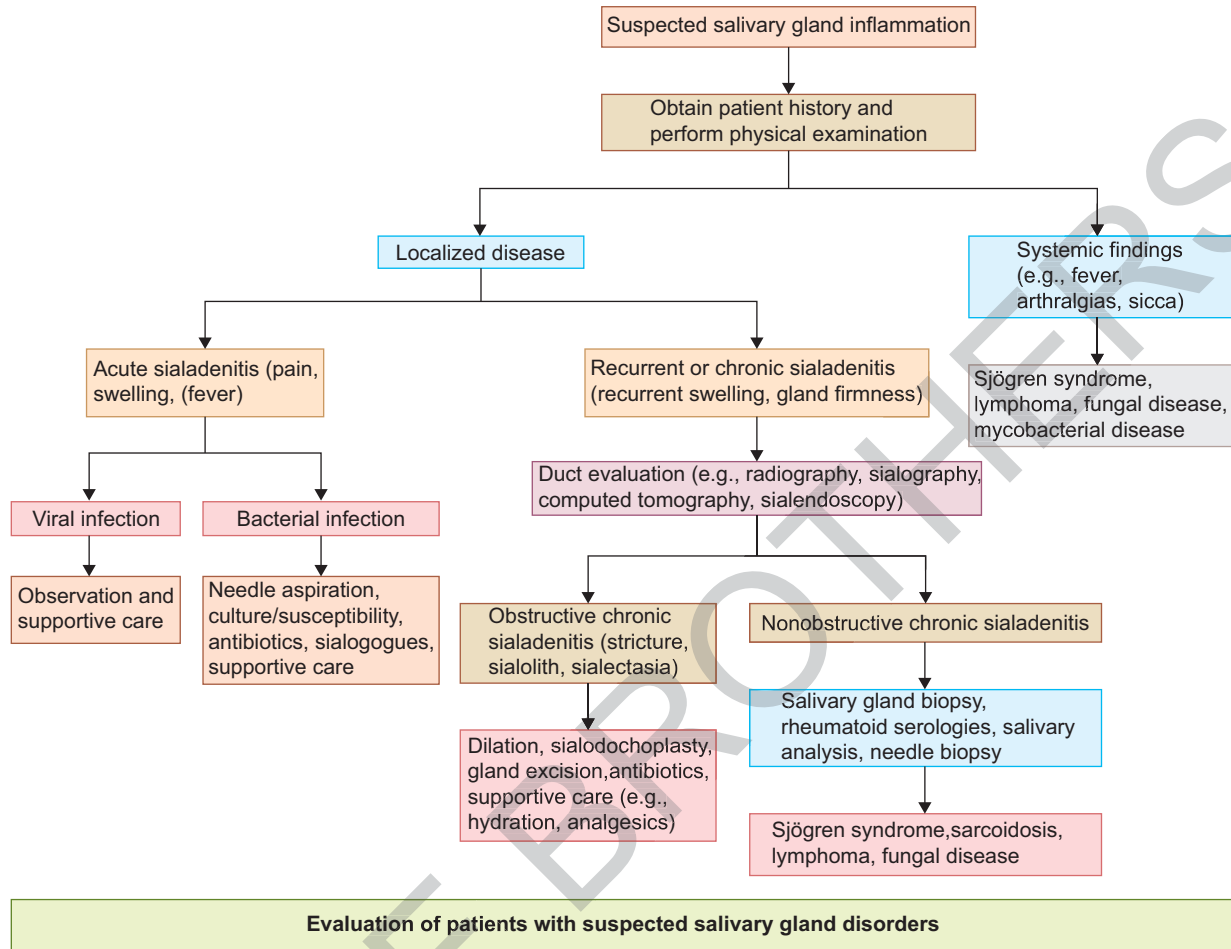 Suspected salivary gland inflammation
Obtain patient history and
perform physical examination
Localized disease
Systemic findings
(e.g., fever,
arthralgias, sicca)
Acute sialadenitis (pain,
swelling, (fever)
Recurrent or chronic sialadenitis
(recurrent swelling, gland firmness)
Sjögren syndrome,
lymphoma, fungal disease,
mycobacterial disease
Duct evaluation (e.g., radiography, sialography,
computed tomography, sialendoscopy)
Viral infection
Bacterial infection
Observation and
supportive care
Needle aspiration,
culture/susceptibility,
antibiotics, sialogogues,
supportive care
Obstructive chronic
sialadenitis (stricture,
sialolith, sialectasia)
Nonobstructive chronic sialadenitis
Salivary gland biopsy,
rheumatoid serologies, salivary
analysis, needle biopsy
Dilation, sialodochoplasty,
gland excision,antibiotics,
supportive care (e.g.,
hydration, analgesics)
Sjögren syndrome,sarcoidosis,
lymphoma, fungal disease
Evaluation of patients with suspected salivary gland disorders
BROTHERS